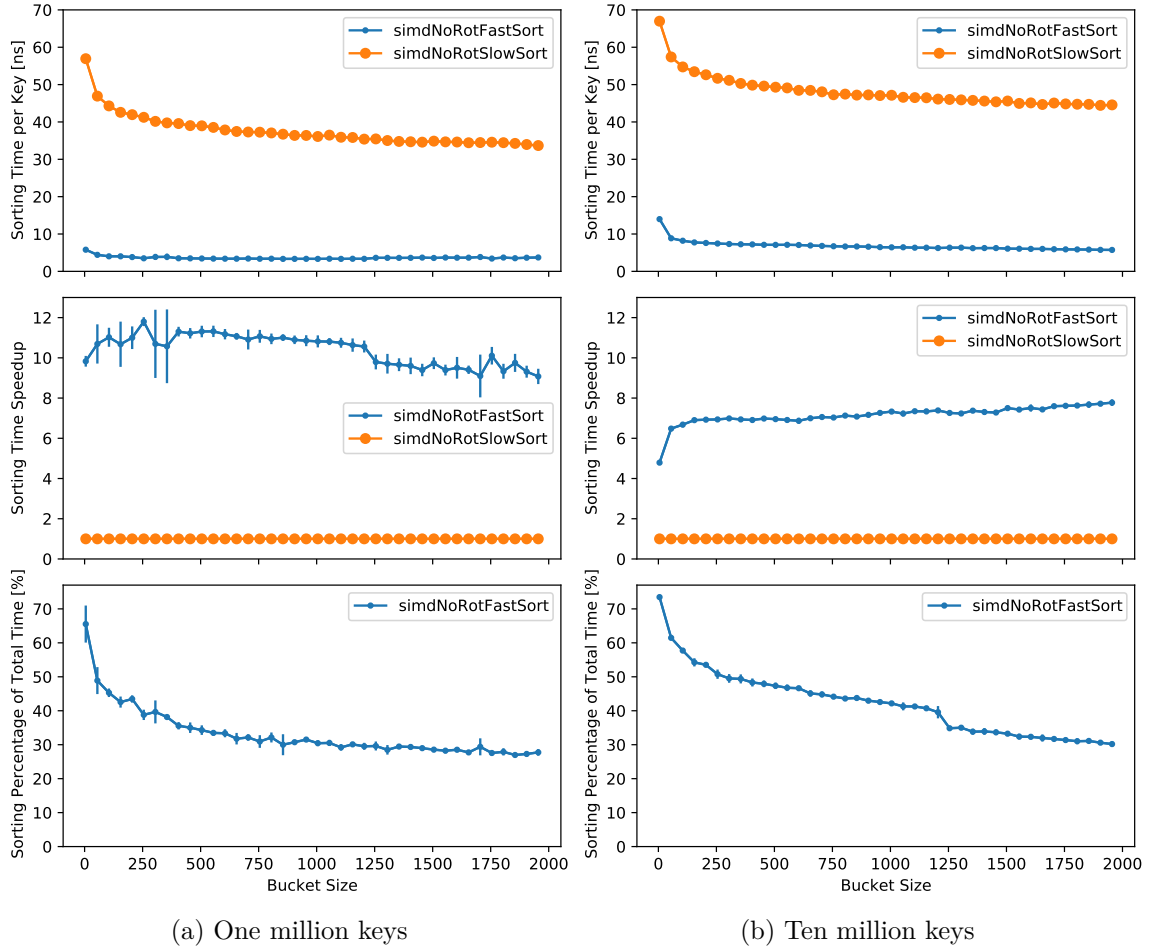 Sorting Time per Key [ns]
70
60
50
40
30
20
10
0
simdNoRotFastSort
simdNoRotSlowSort
Sorting Time per Key [ns]
70
60
50
40
30
20
10
0
simdNoRotFastSort
simdNoRotSlowSort
Sorting Time Speedup
12
10
8
6
4
2
0
simdNoRotFastSort
simdNoRotSlowSort
Sorting Time Speedup
12
10
8
6
4
2
0
simdNoRotFastSort
simdNoRotSlowSort
Sorting Percentage of Total Time [%]
70
60
50
40
30
20
10
0
simdNoRotFastSort
0 250 500 750 1000 1250 1500 1750 2000
Bucket Size
Sorting Percentage of Total Time [%]
70
60
50
40
30
20
10
0
simdNoRotFastSort
0 250 500 750 1000 1250 1500 1750 2000
Bucket Size
(a) One million keys
(b) Ten million keys